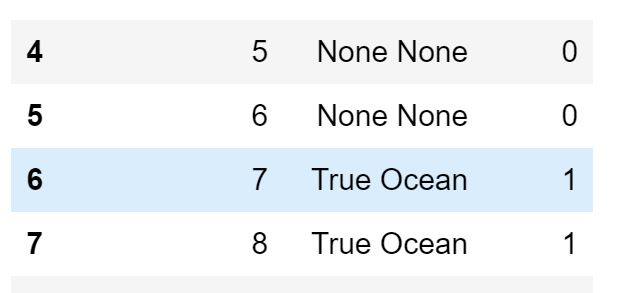 4 5 None None 0
5 6 None None 0
6 7 True Ocean 1
7 8 True Ocean 1